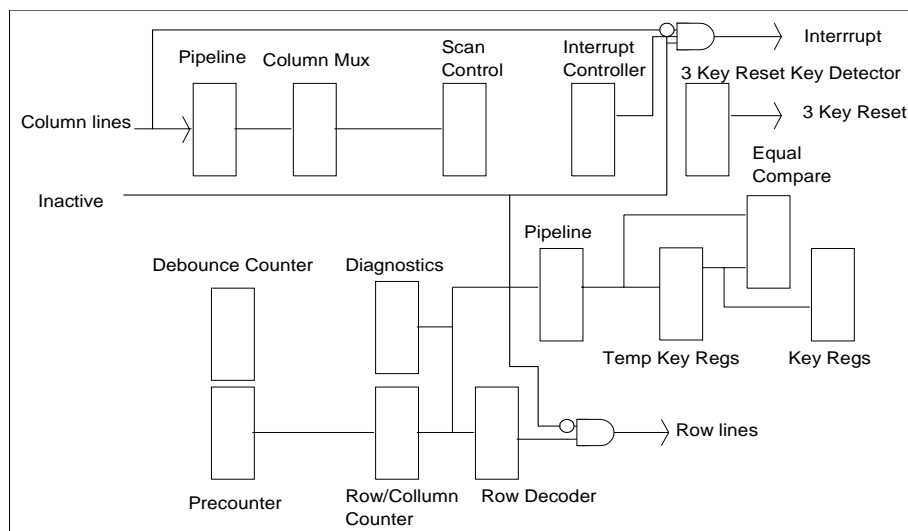 Interrrupt
Pipeline
Column Mux
Scan
Control
Interrupt
Controller
3 Key Reset Key Detector
Column lines
3 Key Reset
Equal
Compare
Inactive
Pipeline
Debounce Counter
Diagnostics
Temp Key Regs
Key Regs
Row lines
Precounter
Row/Collumn
Counter
Row Decoder